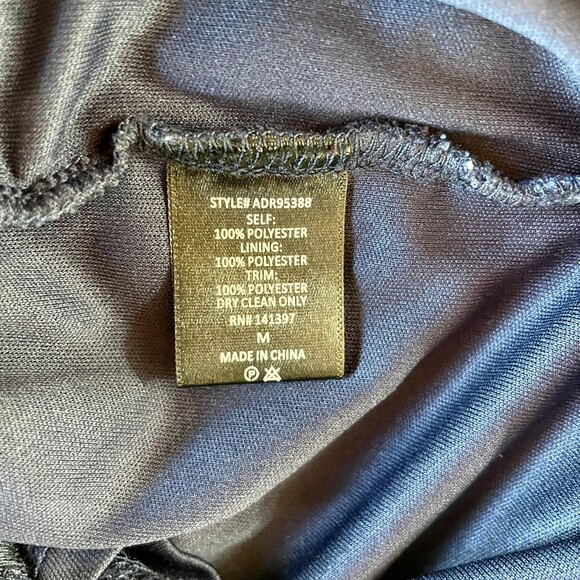 STYLE# ADR95388
SELF:
100% POLYESTER
LINING:
100% POLYESTER
TRIM:
100% POLYESTER
DRY CLEAN ONLY
RN# 141397
M
MADE IN CHINA
P